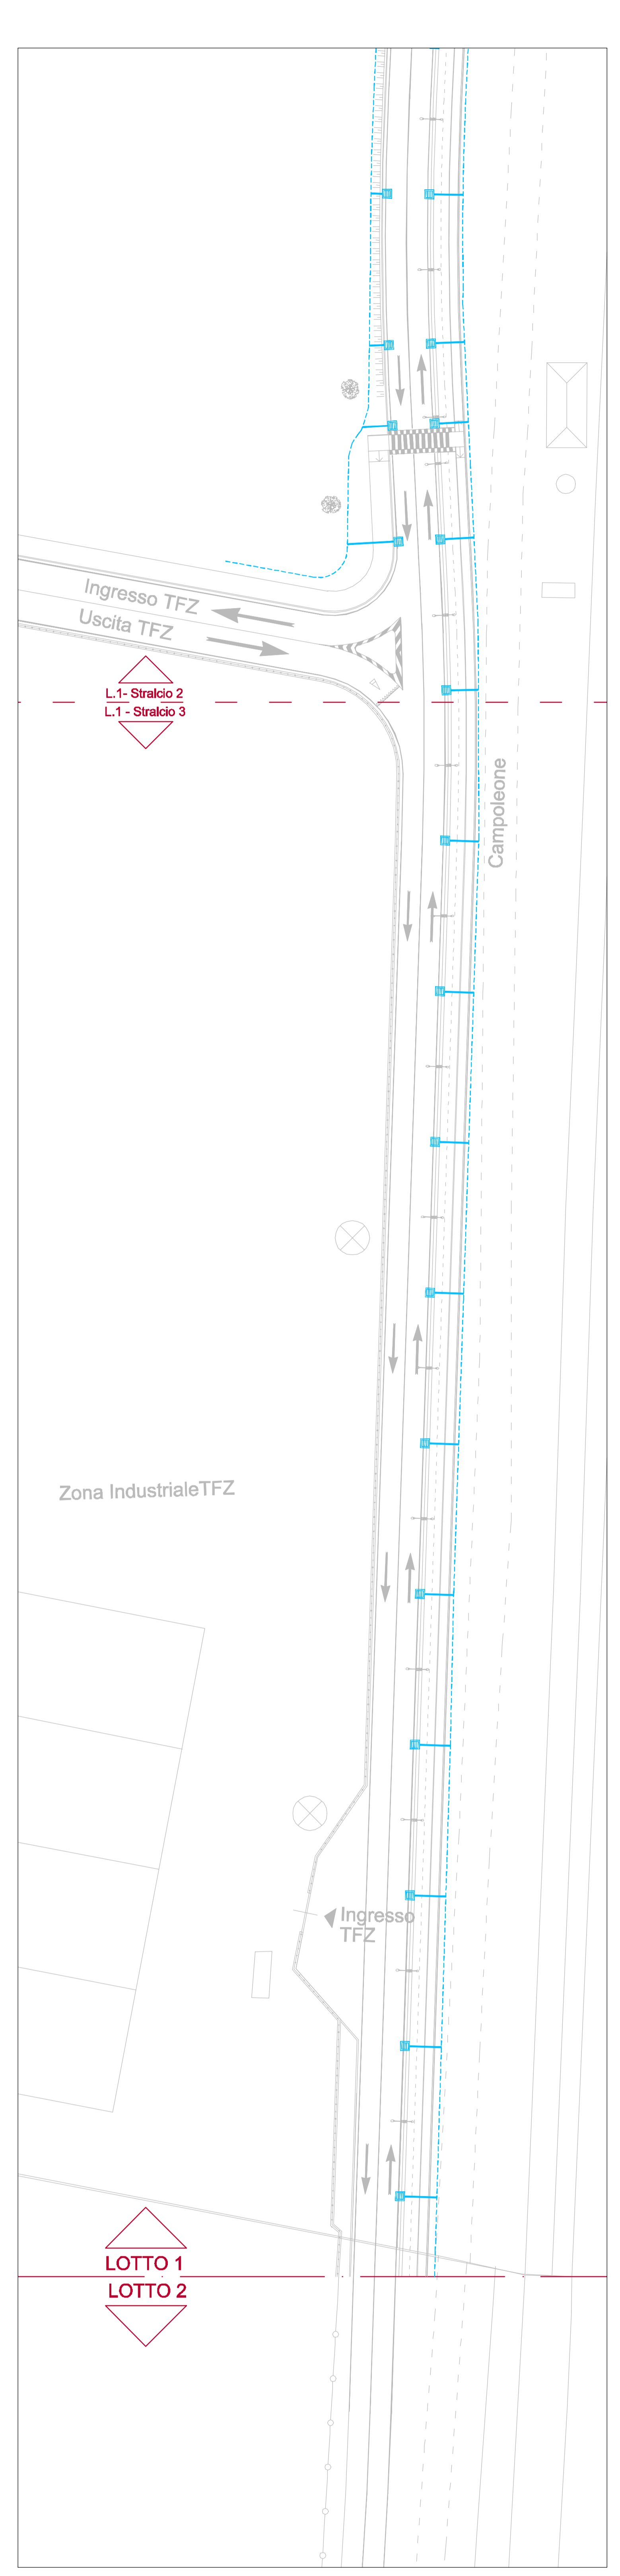 Ingresso TFZ
Uscita TFZ
L.1- Stralcio 2
L.1 - Stralcio 3
Campoleone
Zona IndustrialeTFZ
Ingresso
TFZ
LOTTO 1
LOTTO 2